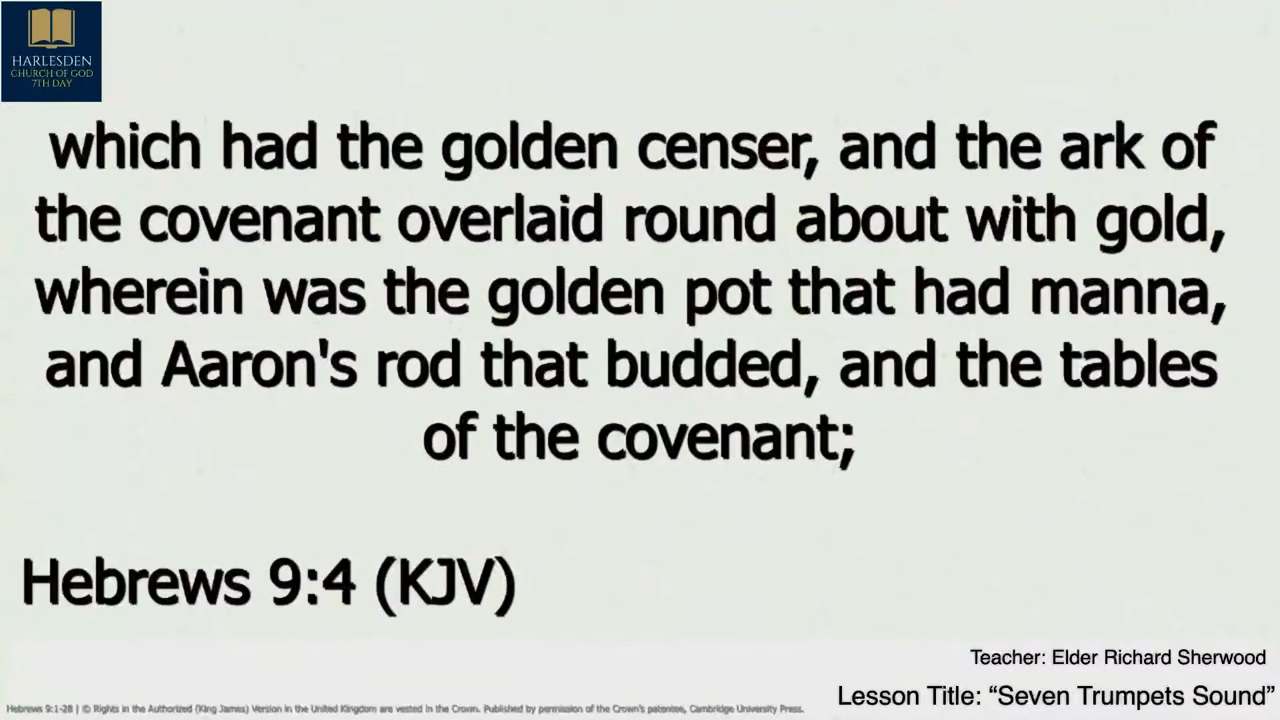 HARLESDEN
CHURCH OF GOD
7TH DAY
which had the golden censer, and the ark of
the covenant overlaid round about with gold,
wherein was the golden pot that had manna,
and Aaron's rod that budded, and the tables
of the covenant;
Hebrews 9:4 (KJV)
Teacher: Elder Richard Sherwood
Lesson Title: “Seven Trumpets Sound”
Hebrews 9:1-28 | © Rights in the Authorized (King James) Version in the United Kingdom are vested in the Crown. Published by permission of the Crown's patentee, Cambridge University Press.